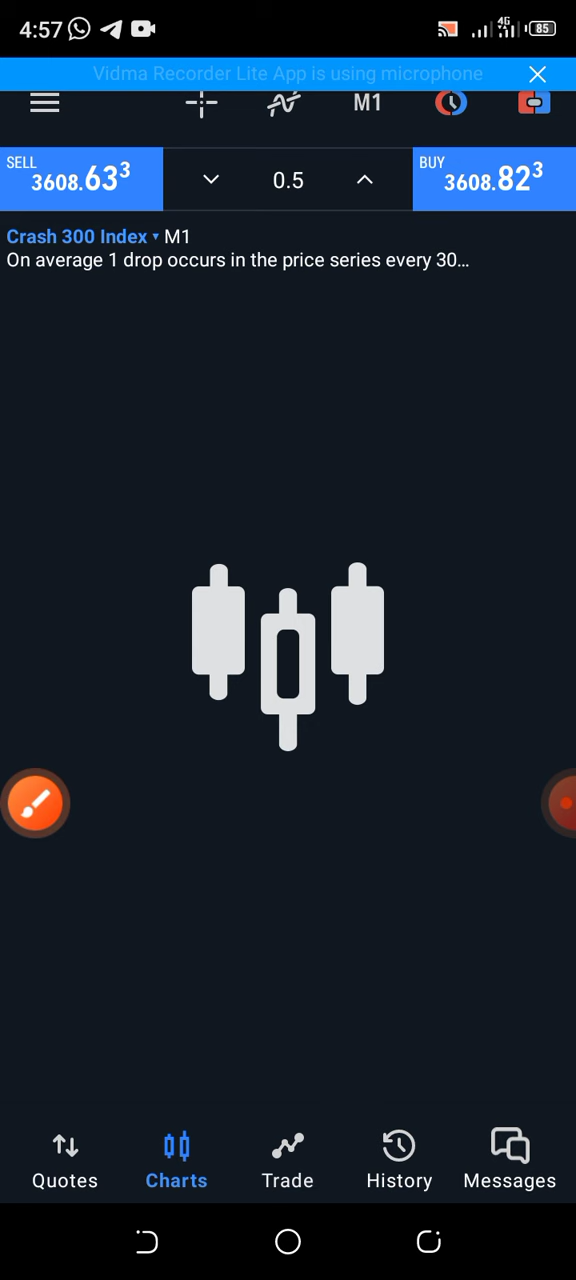 4:57
4G
85
Vidma Recorder Lite App is using microphone
M1
SELL
3608.63³
0.5
BUY
3608.82³
Crash 300 Index ▾ M1
On average 1 drop occurs in the price series every 30...
Quotes
Charts
Trade
History
Messages